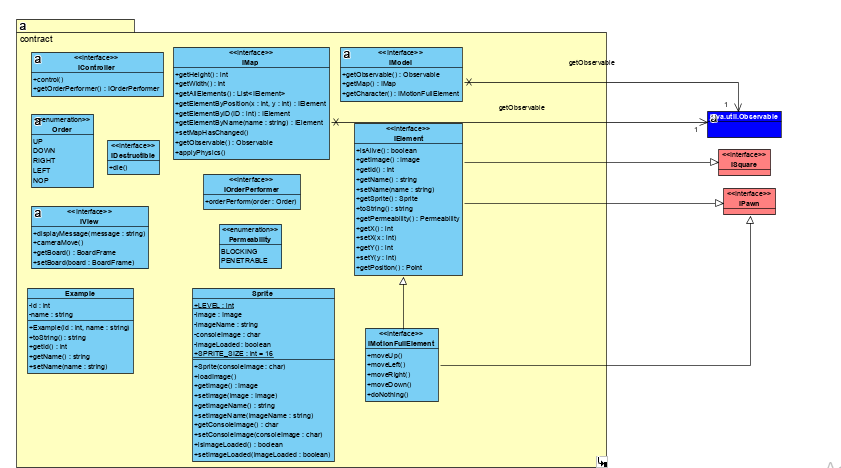 a
contract
a
<<interface>>
IController
+control()
+getOrderPerformer() : IOrderPerformer
<<interface>>
IMap
+getHeight() : int
+getWidth() : int
+getAllElements() : List<IElement>
+getElementByPosition(x : int, y : int) : IElement
+getElementByID(ID : int) : IElement
+getElementByName(name : string) : IElement
+setMapHasChanged()
+getObservable() : Observable
+applyPhysics()
a
<<interface>>
IModel
+getObservable() : Observable
+getMap() : IMap
+getCharacter() : IMotionFullElement
getObservable
1
getObservable
1
a
java.util.Observable
a
<<enumeration>>
Order
UP
DOWN
RIGHT
LEFT
NOP
<<interface>>
IDestructible
+die()
<<interface>>
IElement
+isAlive() : boolean
+getImage() : Image
+getId() : int
+getName() : string
+setName(name : string)
+getSprite() : Sprite
+toString() : string
+getPermeability() : Permeability
+getX() : int
+setX(x : int)
+getY() : int
+setY(y : int)
+getPosition() : Point
<<interface>>
ISquare
<<interface>>
IPawn
<<interface>>
IOrderPerformer
+orderPerform(order : Order)
a
<<interface>>
IView
+displayMessage(message : string)
+cameraMove()
+getBoard() : BoardFrame
+setBoard(board : BoardFrame)
<<enumeration>>
Permeability
BLOCKING
PENETRABLE
Example
-id : int
-name : string
+Example(id : int, name : string)
+toString() : string
+getId() : int
+getName() : string
+setName(name : string)
Sprite
+LEVEL : int
-image : Image
-imageName : string
-consoleImage : char
-imageLoaded : boolean
+SPRITE_SIZE : int = 16
+Sprite(consoleImage : char)
+loadImage()
+getImage() : Image
+setImage(image : Image)
+getImageName() : string
+setImageName(imageName : string)
+getConsoleImage() : char
+setConsoleImage(consoleImage : char)
+isImageLoaded() : boolean
+setImageLoaded(imageLoaded : boolean)
<<interface>>
IMotionFullElement
+moveUp()
+moveLeft()
+moveRight()
+moveDown()
+doNothing()